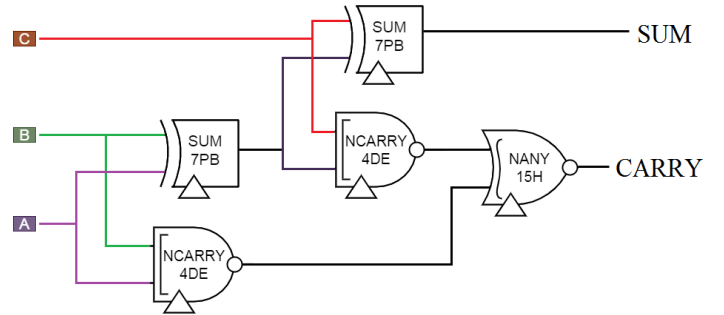 C
SUM
7PB
SUM
B
SUM
7PB
NCARRY
4DE
NANY
15H
CARRY
A
NCARRY
4DE